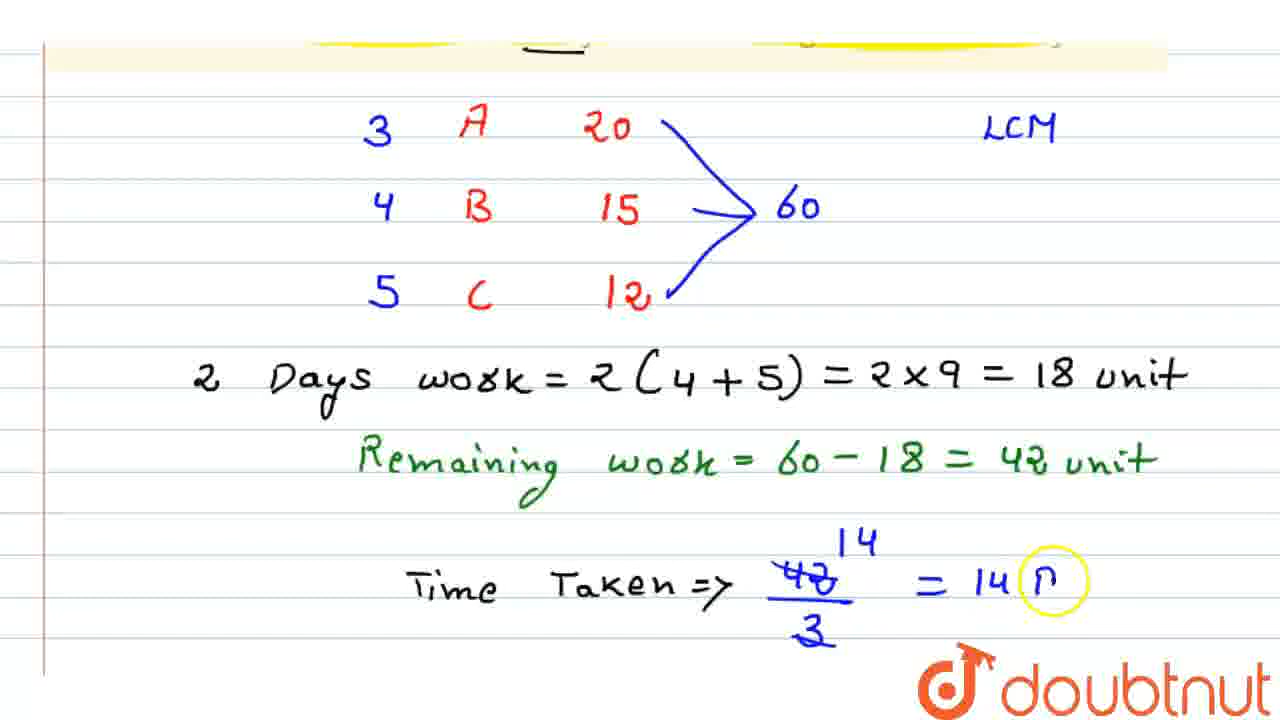 3 A 20 LCM
4 B 15 60
5 C 12
2 Days work = 2(4+5) = 2×9 = 18 unit
Remaining work = 60-18 = 42 unit
14
Time Taken => 42 = 14
3
doubtnut